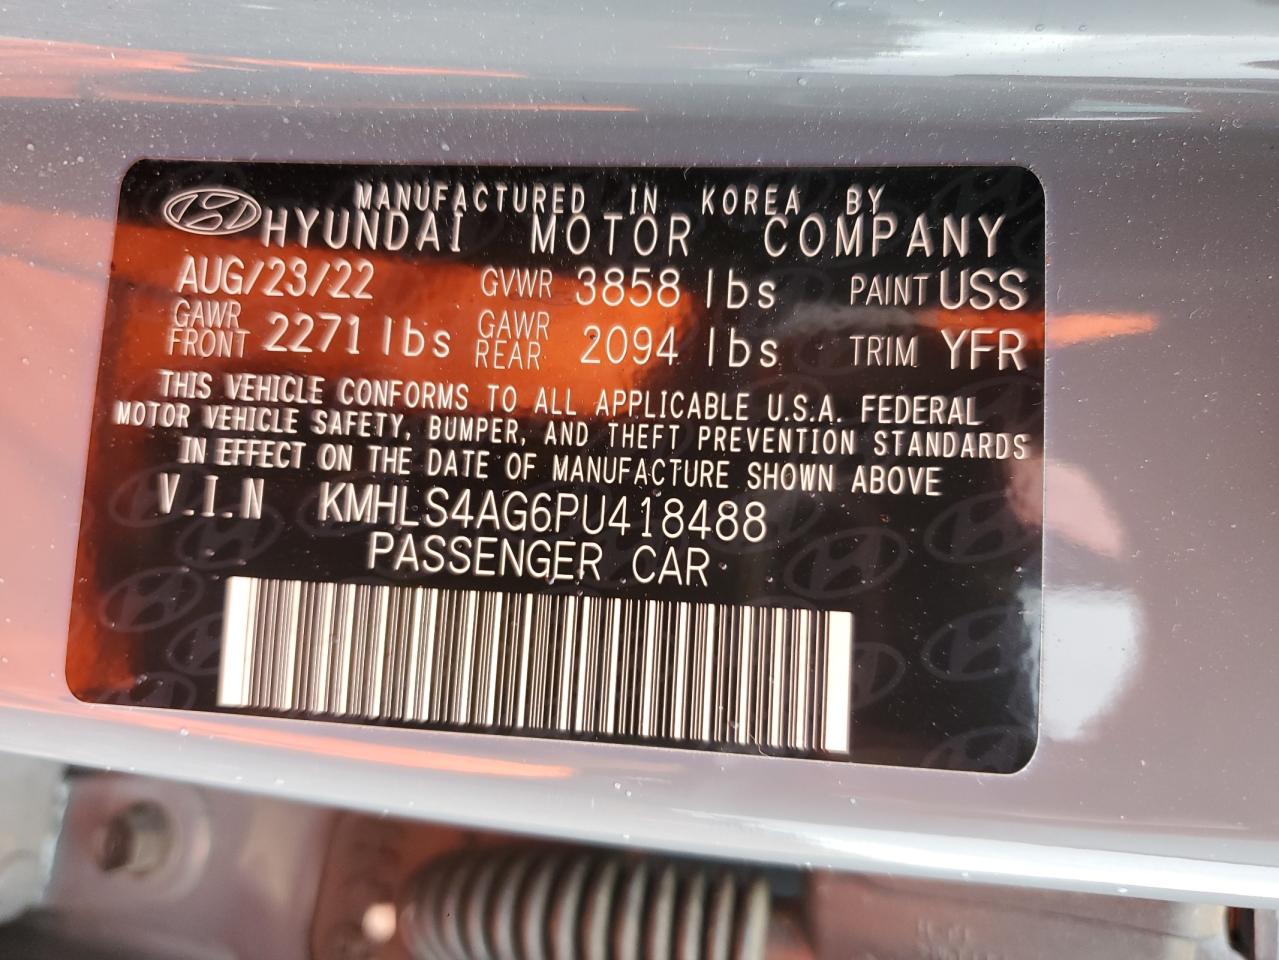 MANUFACTURED IN KOREA BY
HYUNDAI MOTOR COMPANY
AUG/23/22 GVWR 3858 lbs PAINT USS
GAWR FRONT 2271 lbs GAWR REAR 2094 lbs TRIM YFR
THIS VEHICLE CONFORMS TO ALL APPLICABLE U.S.A. FEDERAL
MOTOR VEHICLE SAFETY, BUMPER, AND THEFT PREVENTION STANDARDS
IN EFFECT ON THE DATE OF MANUFACTURE SHOWN ABOVE
V.I.N KMHLS4AG6PU418488
PASSENGER CAR